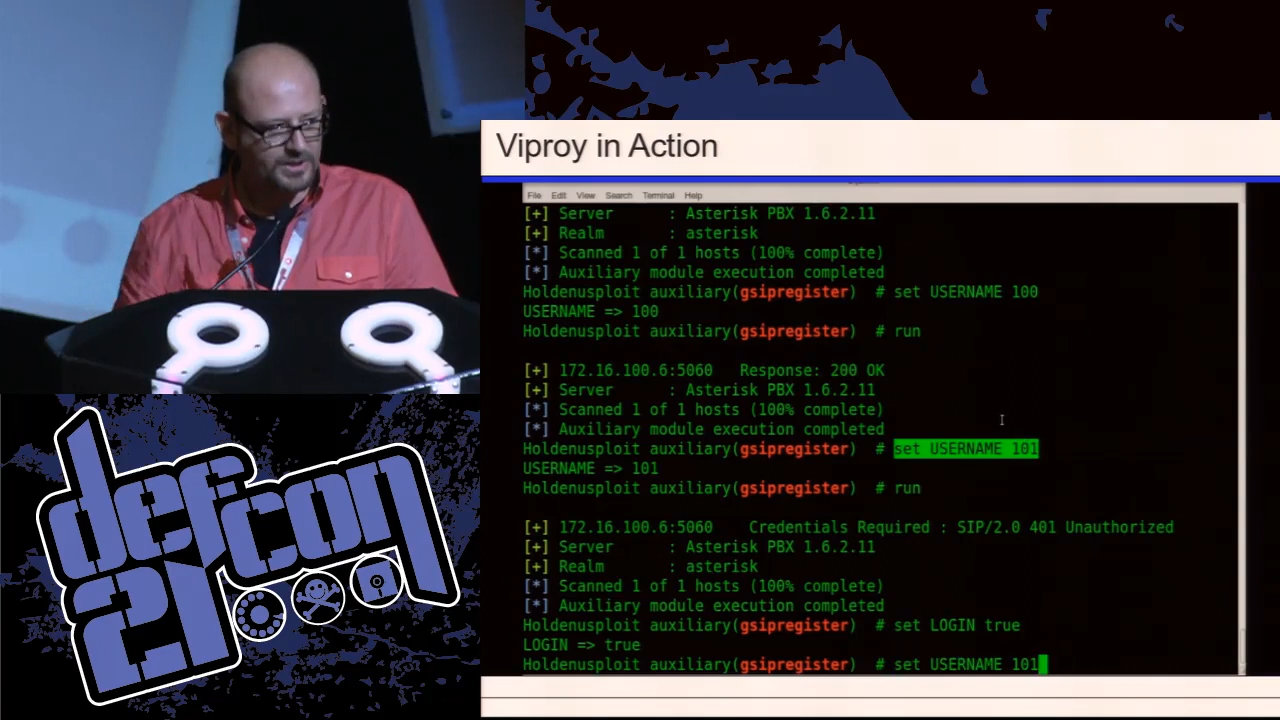 Viproy in Action
File Edit View Search Terminal Help
[+] Server : Asterisk PBX 1.6.2.11
[+] Realm : asterisk
[*] Scanned 1 of 1 hosts (100% complete)
[*] Auxiliary module execution completed
Holdenusploit auxiliary(gsipregister) # set USERNAME 100
USERNAME => 100
Holdenusploit auxiliary(gsipregister) # run
[+] 172.16.100.6:5060 Response: 200 OK
[+] Server : Asterisk PBX 1.6.2.11
[*] Scanned 1 of 1 hosts (100% complete)
[*] Auxiliary module execution completed
Holdenusploit auxiliary(gsipregister) # set USERNAME 101
USERNAME => 101
Holdenusploit auxiliary(gsipregister) # run
[+] 172.16.100.6:5060 Credentials Required : SIP/2.0 401 Unauthorized
[+] Server : Asterisk PBX 1.6.2.11
[+] Realm : asterisk
[*] Scanned 1 of 1 hosts (100% complete)
[*] Auxiliary module execution completed
Holdenusploit auxiliary(gsipregister) # set LOGIN true
LOGIN => true
Holdenusploit auxiliary(gsipregister) # set USERNAME 101
defcon
21